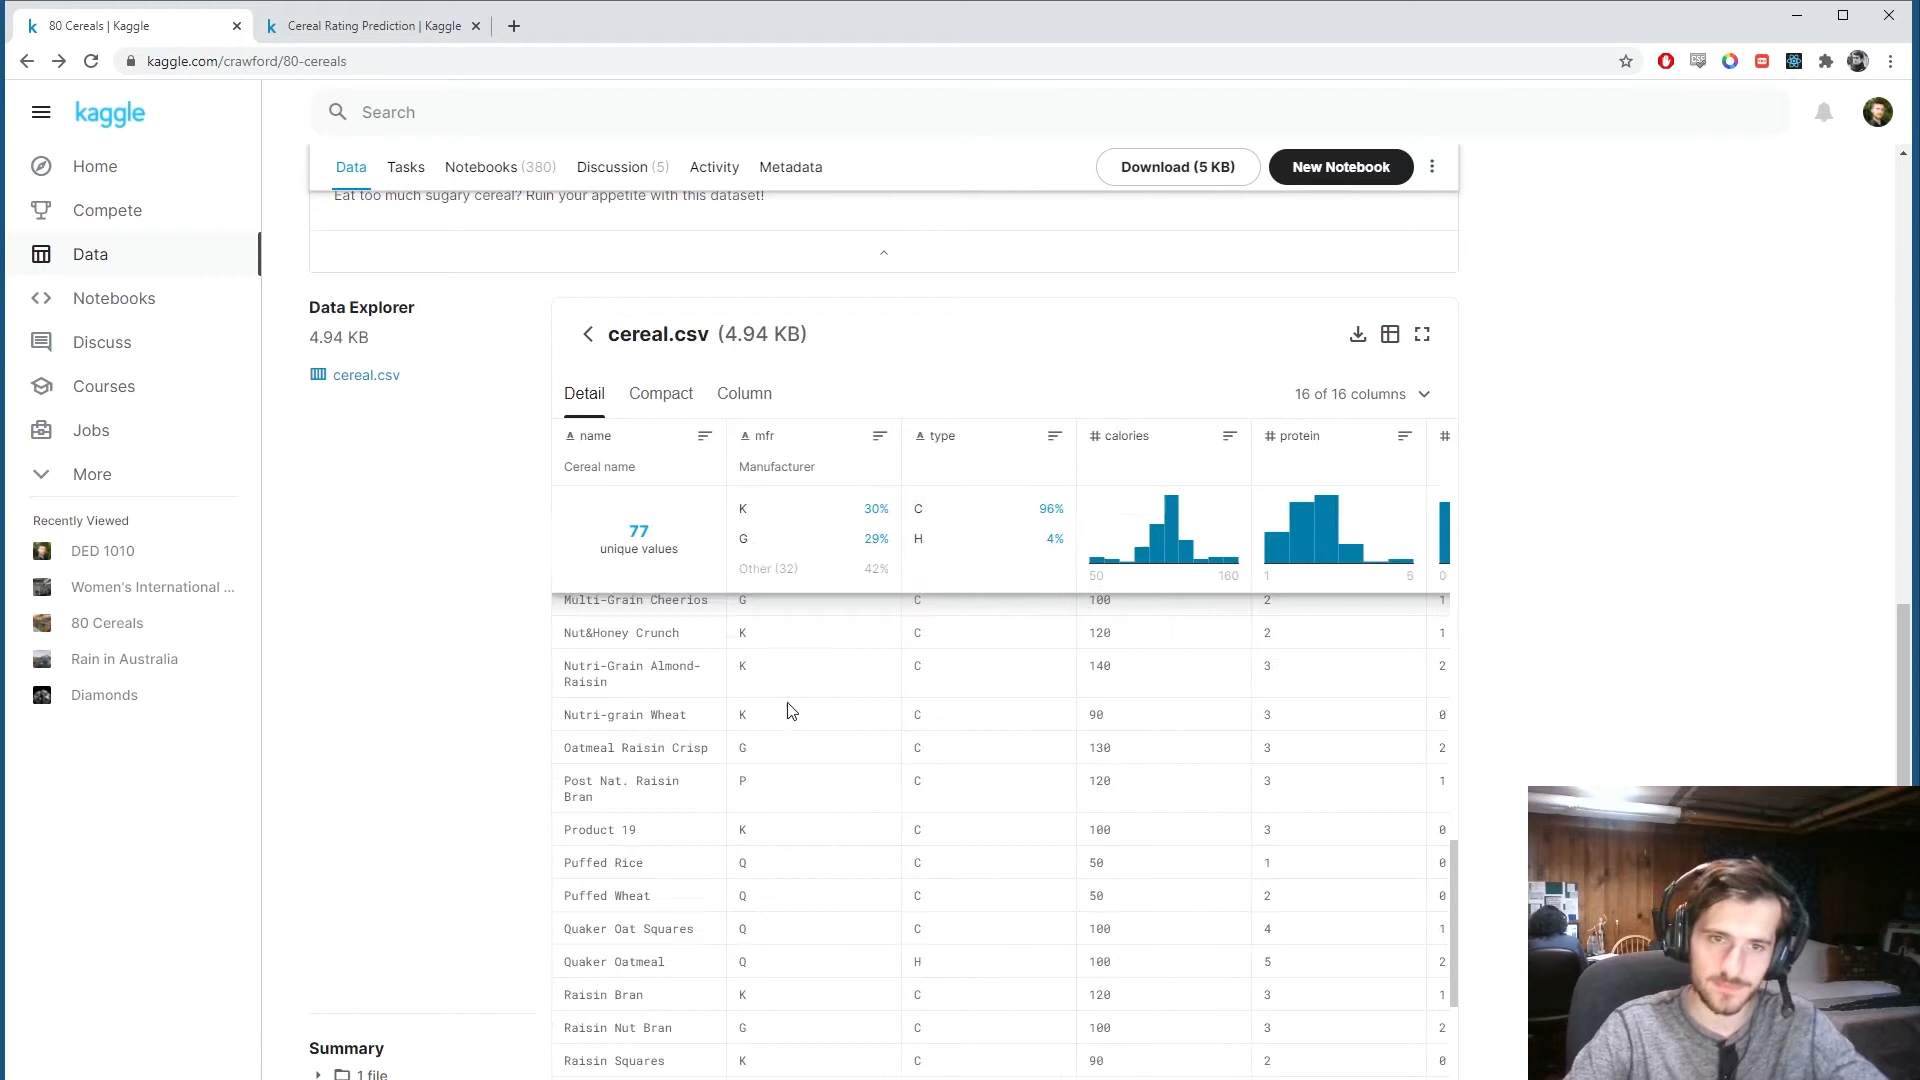 80 Cereals | Kaggle
Cereal Rating Prediction | Kaggle
kaggle.com/crawford/80-cereals
kaggle
Search
Home
Compete
Data
Notebooks
Discuss
Courses
Jobs
More
Recently Viewed
DED 1010
Women's International ...
80 Cereals
Rain in Australia
Diamonds
Data Tasks Notebooks (380) Discussion (5) Activity Metadata
Download (5 KB) New Notebook
Eat too much sugary cereal? Ruin your appetite with this dataset!
Data Explorer
4.94 KB
cereal.csv
cereal.csv (4.94 KB)
Detail Compact Column
16 of 16 columns
A name A mfr A type # calories # protein #
Cereal name Manufacturer
77
unique values
K 30%
G 29%
Other (32) 42%
C 96%
H 4%
50 160
1 6
0
Multi-Grain Cheerios G C 100 2 1
Nut&Honey Crunch K C 120 2 1
Nutri-Grain Almond-
Raisin K C 140 3 2
Nutri-grain Wheat K C 90 3 0
Oatmeal Raisin Crisp G C 130 3 2
Post Nat. Raisin
Bran P C 120 3 1
Product 19 K C 100 3 0
Puffed Rice Q C 50 1 0
Puffed Wheat Q C 50 2 0
Quaker Oat Squares Q C 100 4 1
Quaker Oatmeal Q H 100 5 2
Raisin Bran K C 120 3 1
Raisin Nut Bran G C 100 3 2
Raisin Squares K C 90 2 0
Summary
1 file